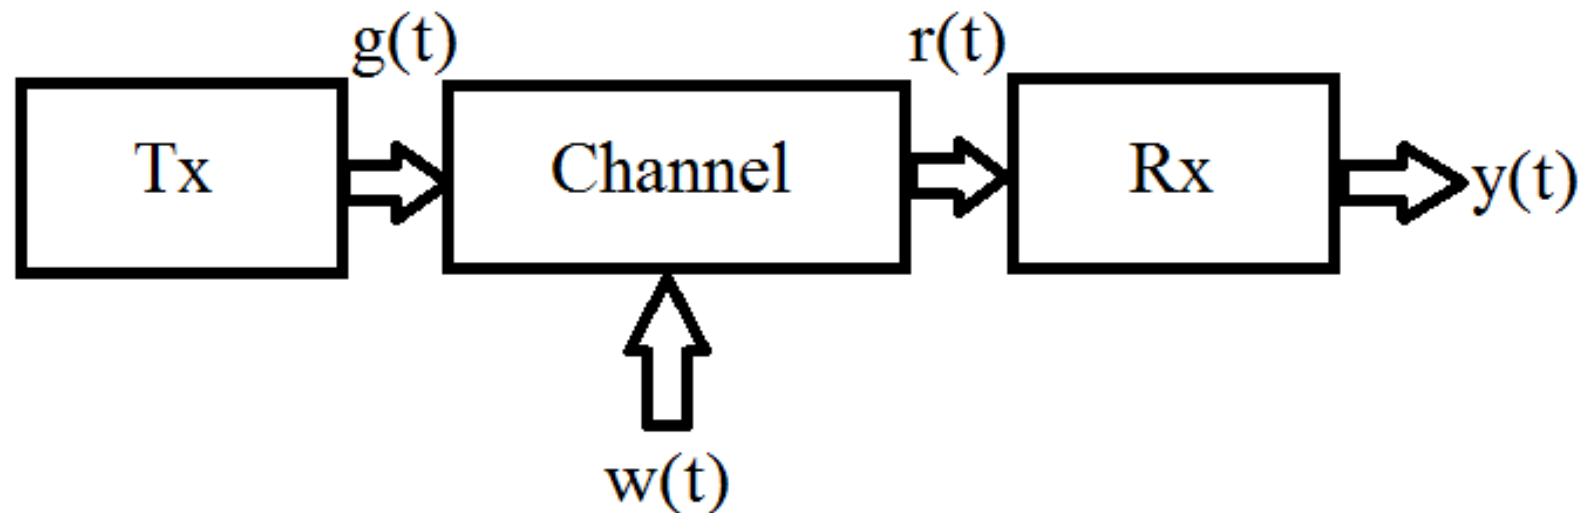 g(t)
r(t)
Tx
Channel
Rx
y(t)
w(t)